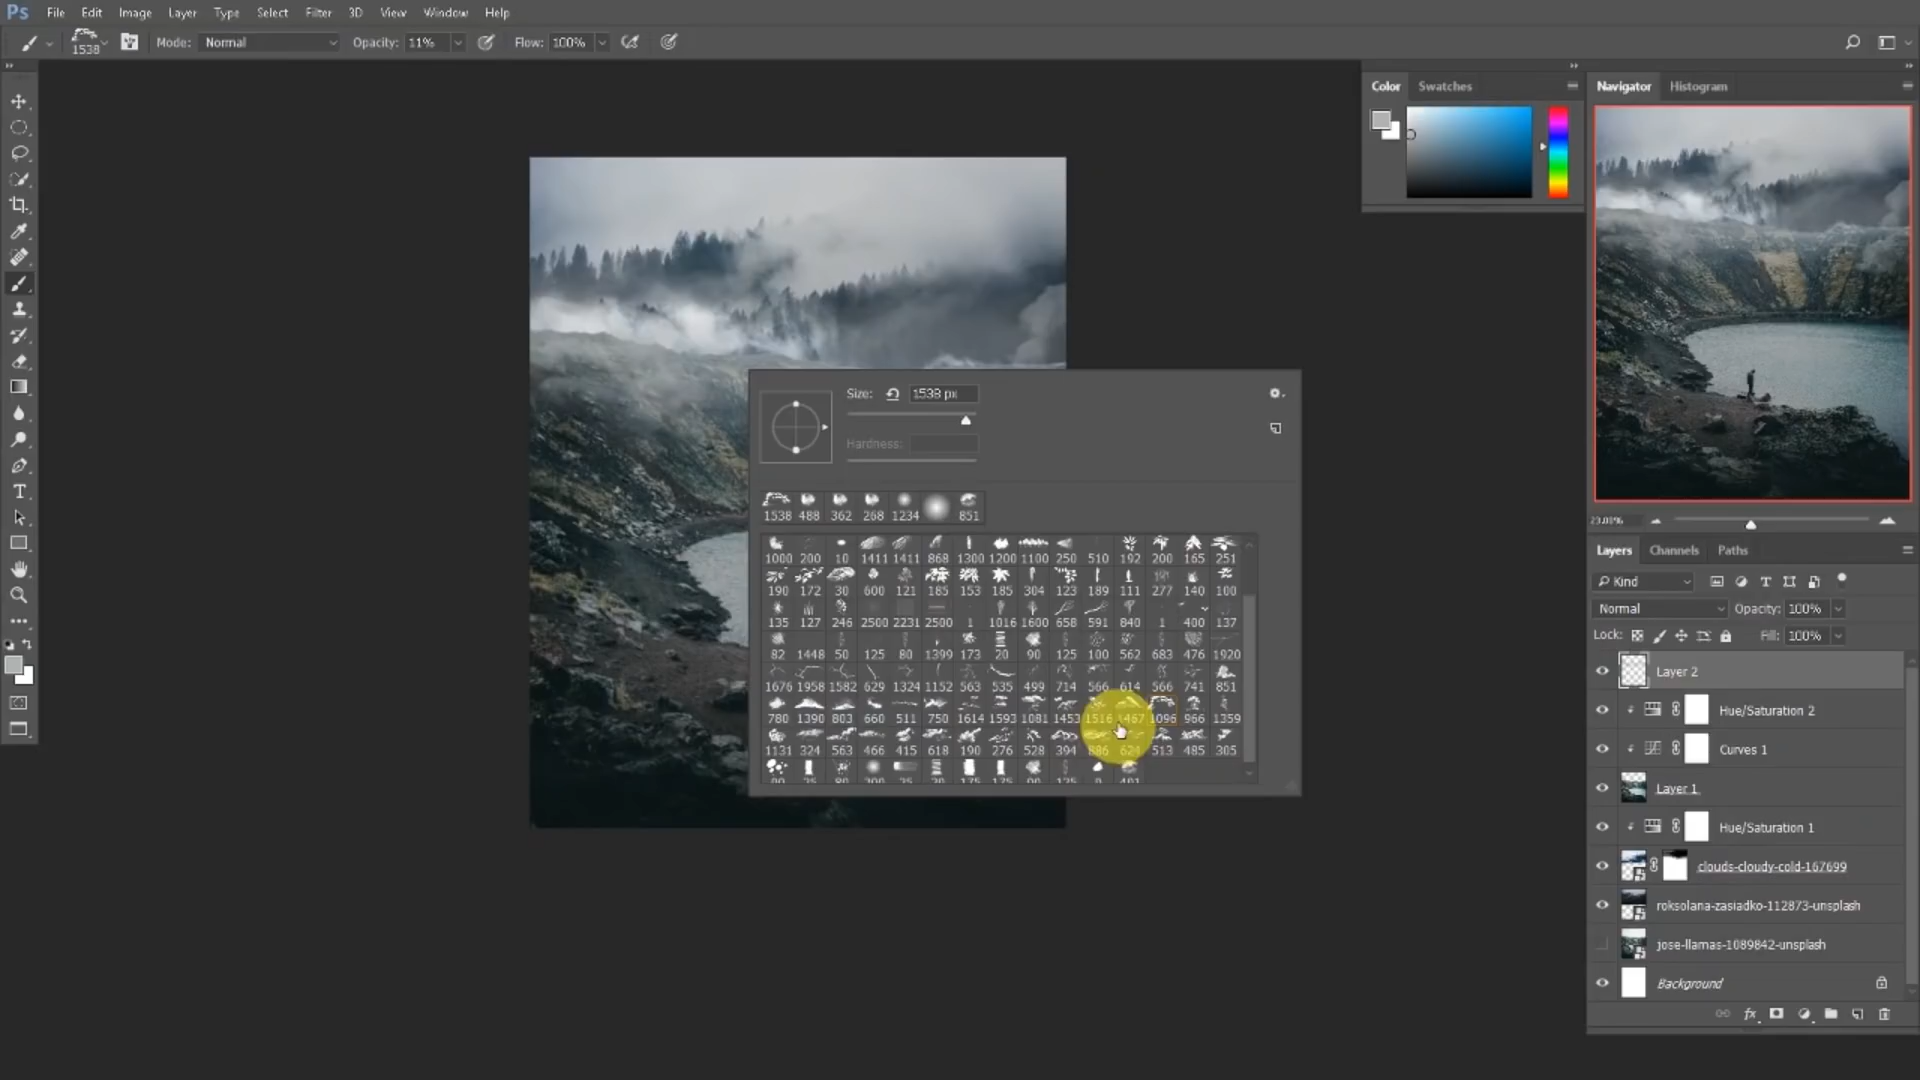 Ps File Edit Image Layer Type Select Filter 3D View Window Help
1538 Mode: Normal Opacity: 11% Flow: 100%
Color Swatches
Navigator Histogram
Size: 1538 px
Hardness:
1538 488 362 268 1234 851
1000 200 10 1411 1411 868 1300 1200 1100 250 510 192 200 165 251
190 172 30 600 121 185 153 185 304 123 189 111 277 140 100
135 127 246 2500 2231 2500 1 1016 1600 658 591 840 1 400 137
82 1448 50 125 80 1399 173 20 90 125 100 562 683 476 1920
1676 1958 1582 629 1324 1152 563 535 499 714 566 614 566 741 851
780 1390 803 660 511 750 1614 1593 1081 1453 1516 1467 1096 966 1359
1131 324 563 466 415 618 190 276 528 394 886 624 513 485 305
23.01%
Layers Channels Paths
Kind
Normal Opacity: 100%
Lock: Fill: 100%
Layer 2
Hue/Saturation 2
Curves 1
Layer 1
Hue/Saturation 1
clouds-cloudy-cold-167699
roksolana-zasiadko-112873-unsplash
jose-llamas-1089842-unsplash
Background
fx